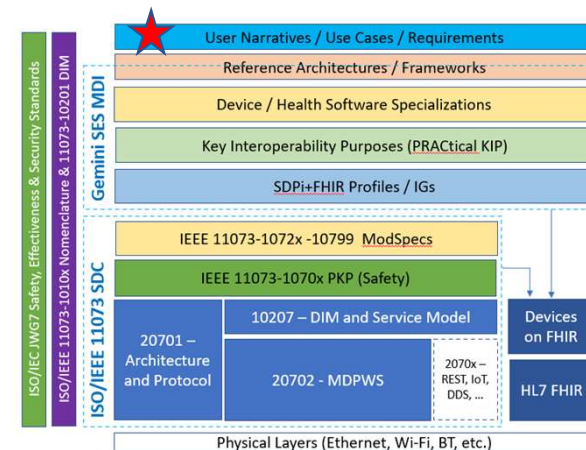 ISO/IEC JWG7 Safety, Effectiveness & Security Standards
ISO/IEEE 11073-1010x Nomenclature & 11073-10201 DIM
User Narratives / Use Cases / Requirements
Gemini SES MDI
Reference Architectures / Frameworks
Device / Health Software Specializations
Key Interoperability Purposes (PRACtical KIP)
SDPi+FHIR Profiles / IGs
ISO/IEEE 11073 SDC
IEEE 11073-1072x -10799 ModSpecs
IEEE 11073-1070x PKP (Safety)
20701 –
Architecture
and Protocol
10207 – DIM and Service Model
20702 - MDPWS
2070x –
REST, IoT,
DDS, ...
Devices
on FHIR
HL7 FHIR
Physical Layers (Ethernet, Wi-Fi, BT, etc.)